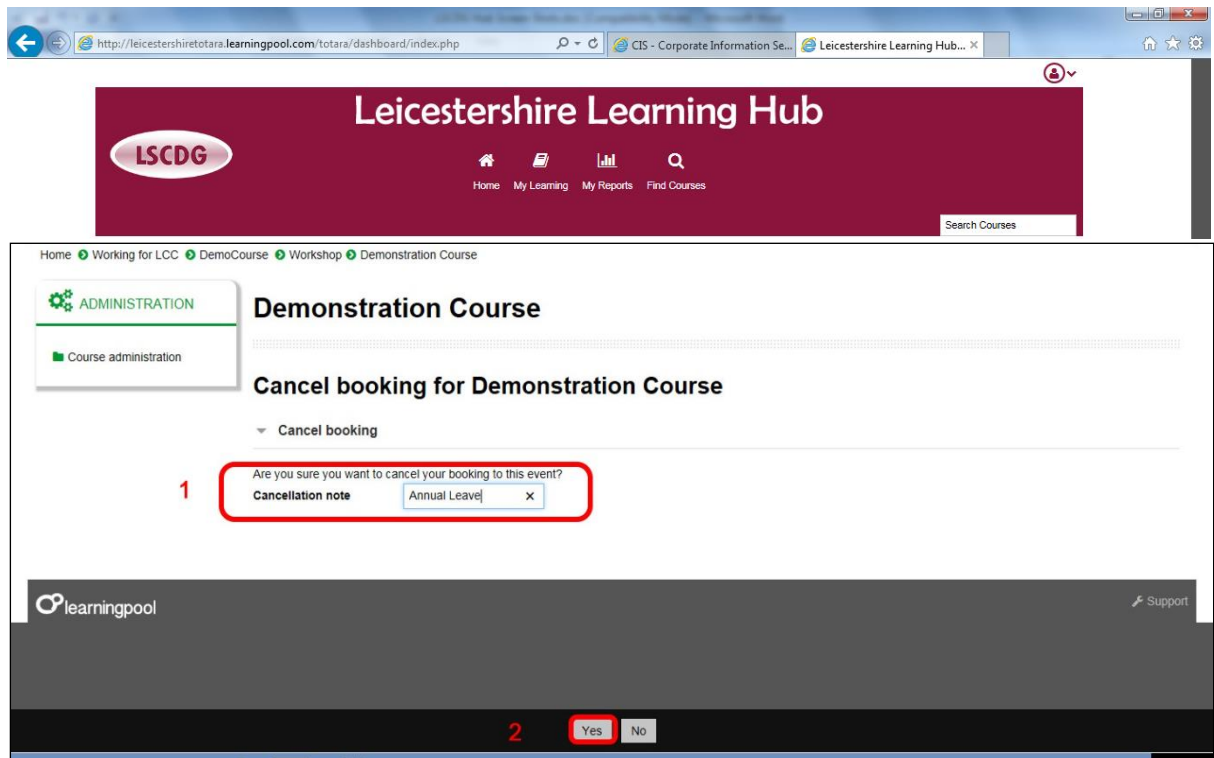 http://leicestershiretotara.learningpool.com/totara/dashboard/index.php
CIS - Corporate Information Se...
Leicestershire Learning Hub...
Leicestershire Learning Hub
LSCDG
Home My Learning My Reports Find Courses
Search Courses
Home Working for LCC DemoCourse Workshop Demonstration Course
ADMINISTRATION
Course administration
Demonstration Course
Cancel booking for Demonstration Course
Cancel booking
1
Are you sure you want to cancel your booking to this event?
Cancellation note Annual Leave
learningpool
Support
2
Yes No